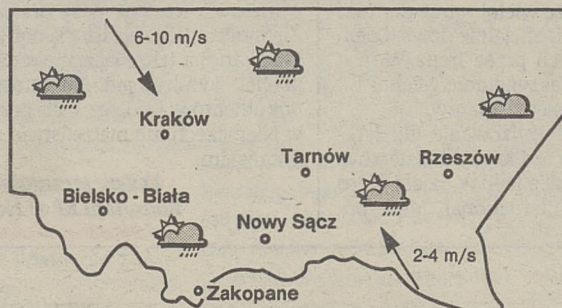 6-10 m/s
Kraków
Tarnów
Rzeszów
Bielsko - Biała
Nowy Sącz
2-4 m/s
Zakopane